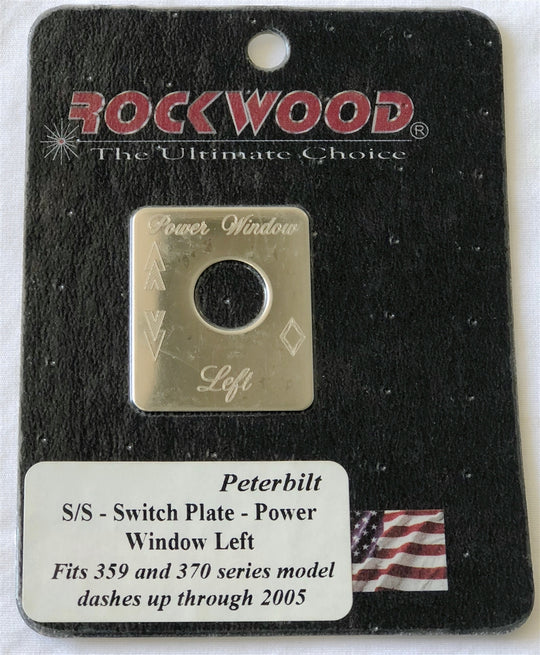 ROCKWOOD®
The Ultimate Choice
Power Window
Left
Peterbilt
S/S - Switch Plate - Power
Window Left
Fits 359 and 370 series model
dashes up through 2005